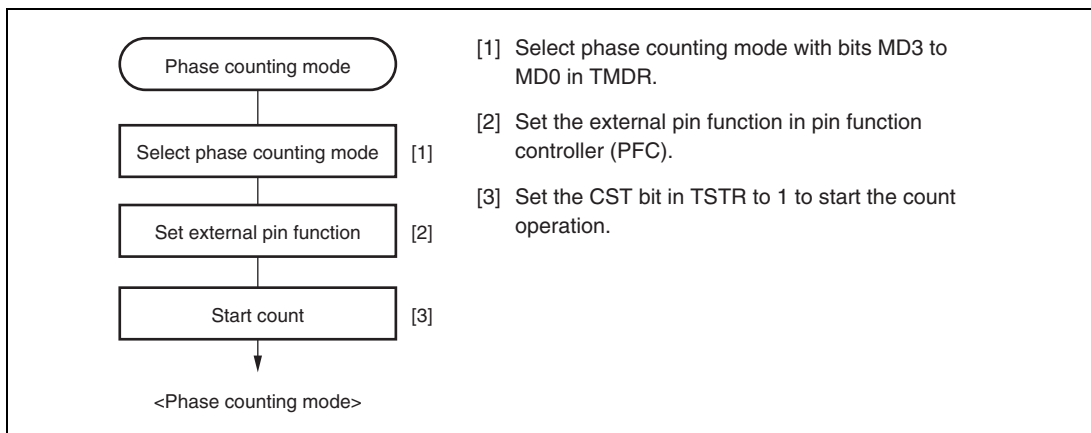 Phase counting mode
Select phase counting mode [1]
Set external pin function [2]
Start count [3]
<Phase counting mode>
[1] Select phase counting mode with bits MD3 to
MD0 in TMDR.
[2] Set the external pin function in pin function
controller (PFC).
[3] Set the CST bit in TSTR to 1 to start the count
operation.